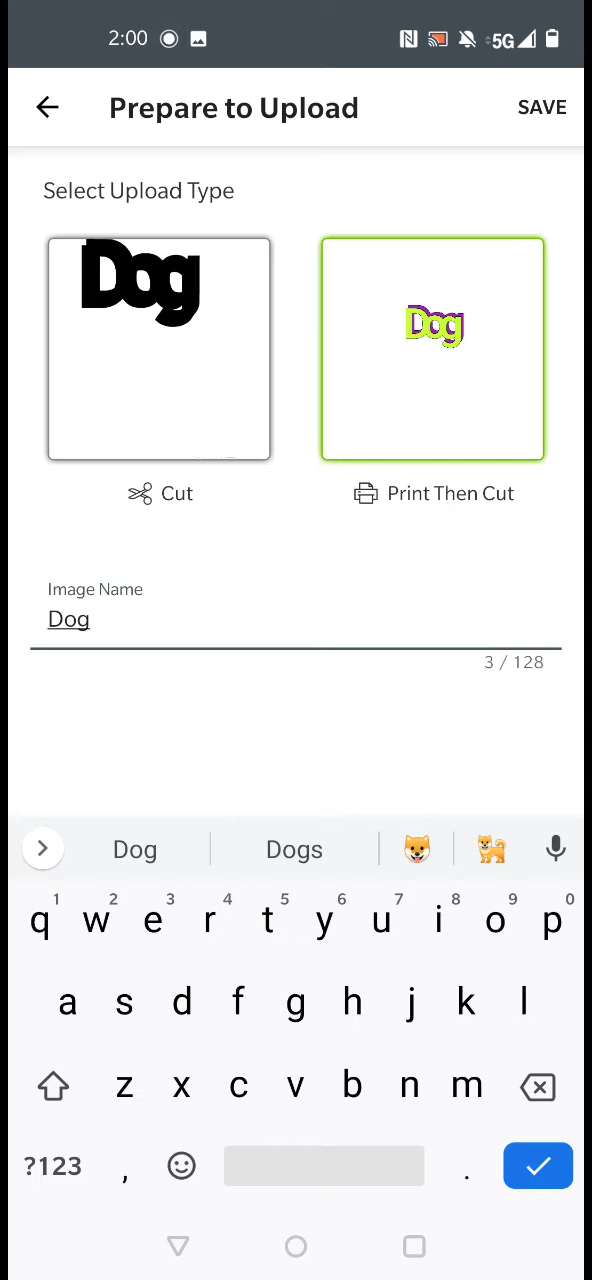 2:00 5G
Prepare to Upload SAVE
Select Upload Type
Dog Dog
Cut Print Then Cut
Image Name
Dog
3 / 128
Dog Dogs
1 2 3 4 5 6 7 8 9 0
q w e r t y u i o p
a s d f g h j k l
z x c v b n m
?123 , .